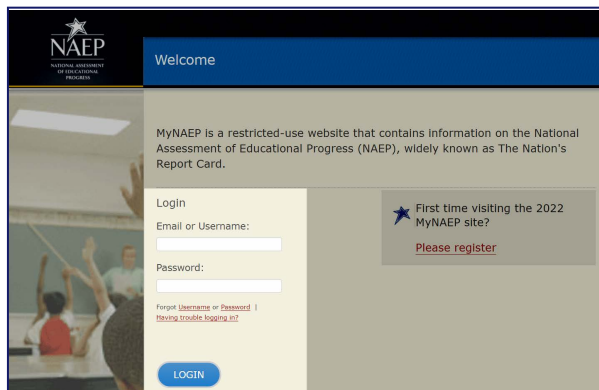 NAEP
NATIONAL ASSESSMENT
OF EDUCATIONAL
PROGRESS
Welcome
MyNAEP is a restricted-use website that contains information on the National
Assessment of Educational Progress (NAEP), widely known as The Nation's
Report Card.
Login
Email or Username:
Password:
Forgot Username or Password |
Having trouble logging in?
LOGIN
First time visiting the 2022
MyNAEP site?
Please register